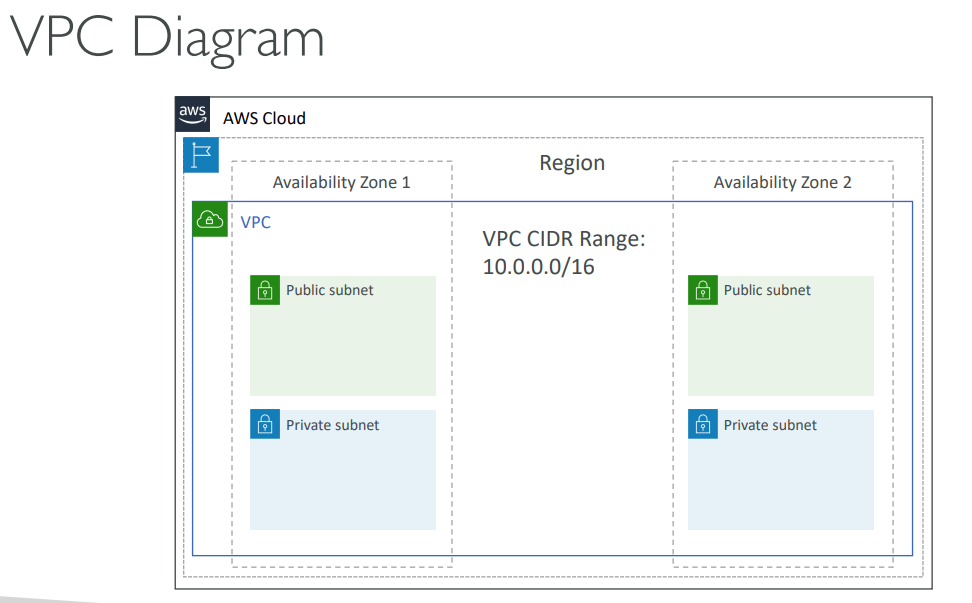 VPC Diagram
aws
AWS Cloud
Region
Availability Zone 1
Availability Zone 2
VPC
VPC CIDR Range:
10.0.0.0/16
Public subnet
Public subnet
Private subnet
Private subnet